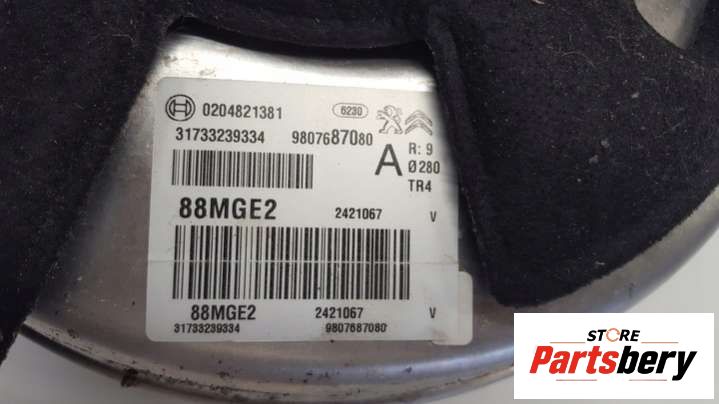 0204821381 6230
31733239334 9807687080
A R: 9
Ø280
TR4
88MGE2 2421067 V
88MGE2 2421067 V
31733239334 9807687080
STORE
Partsbery